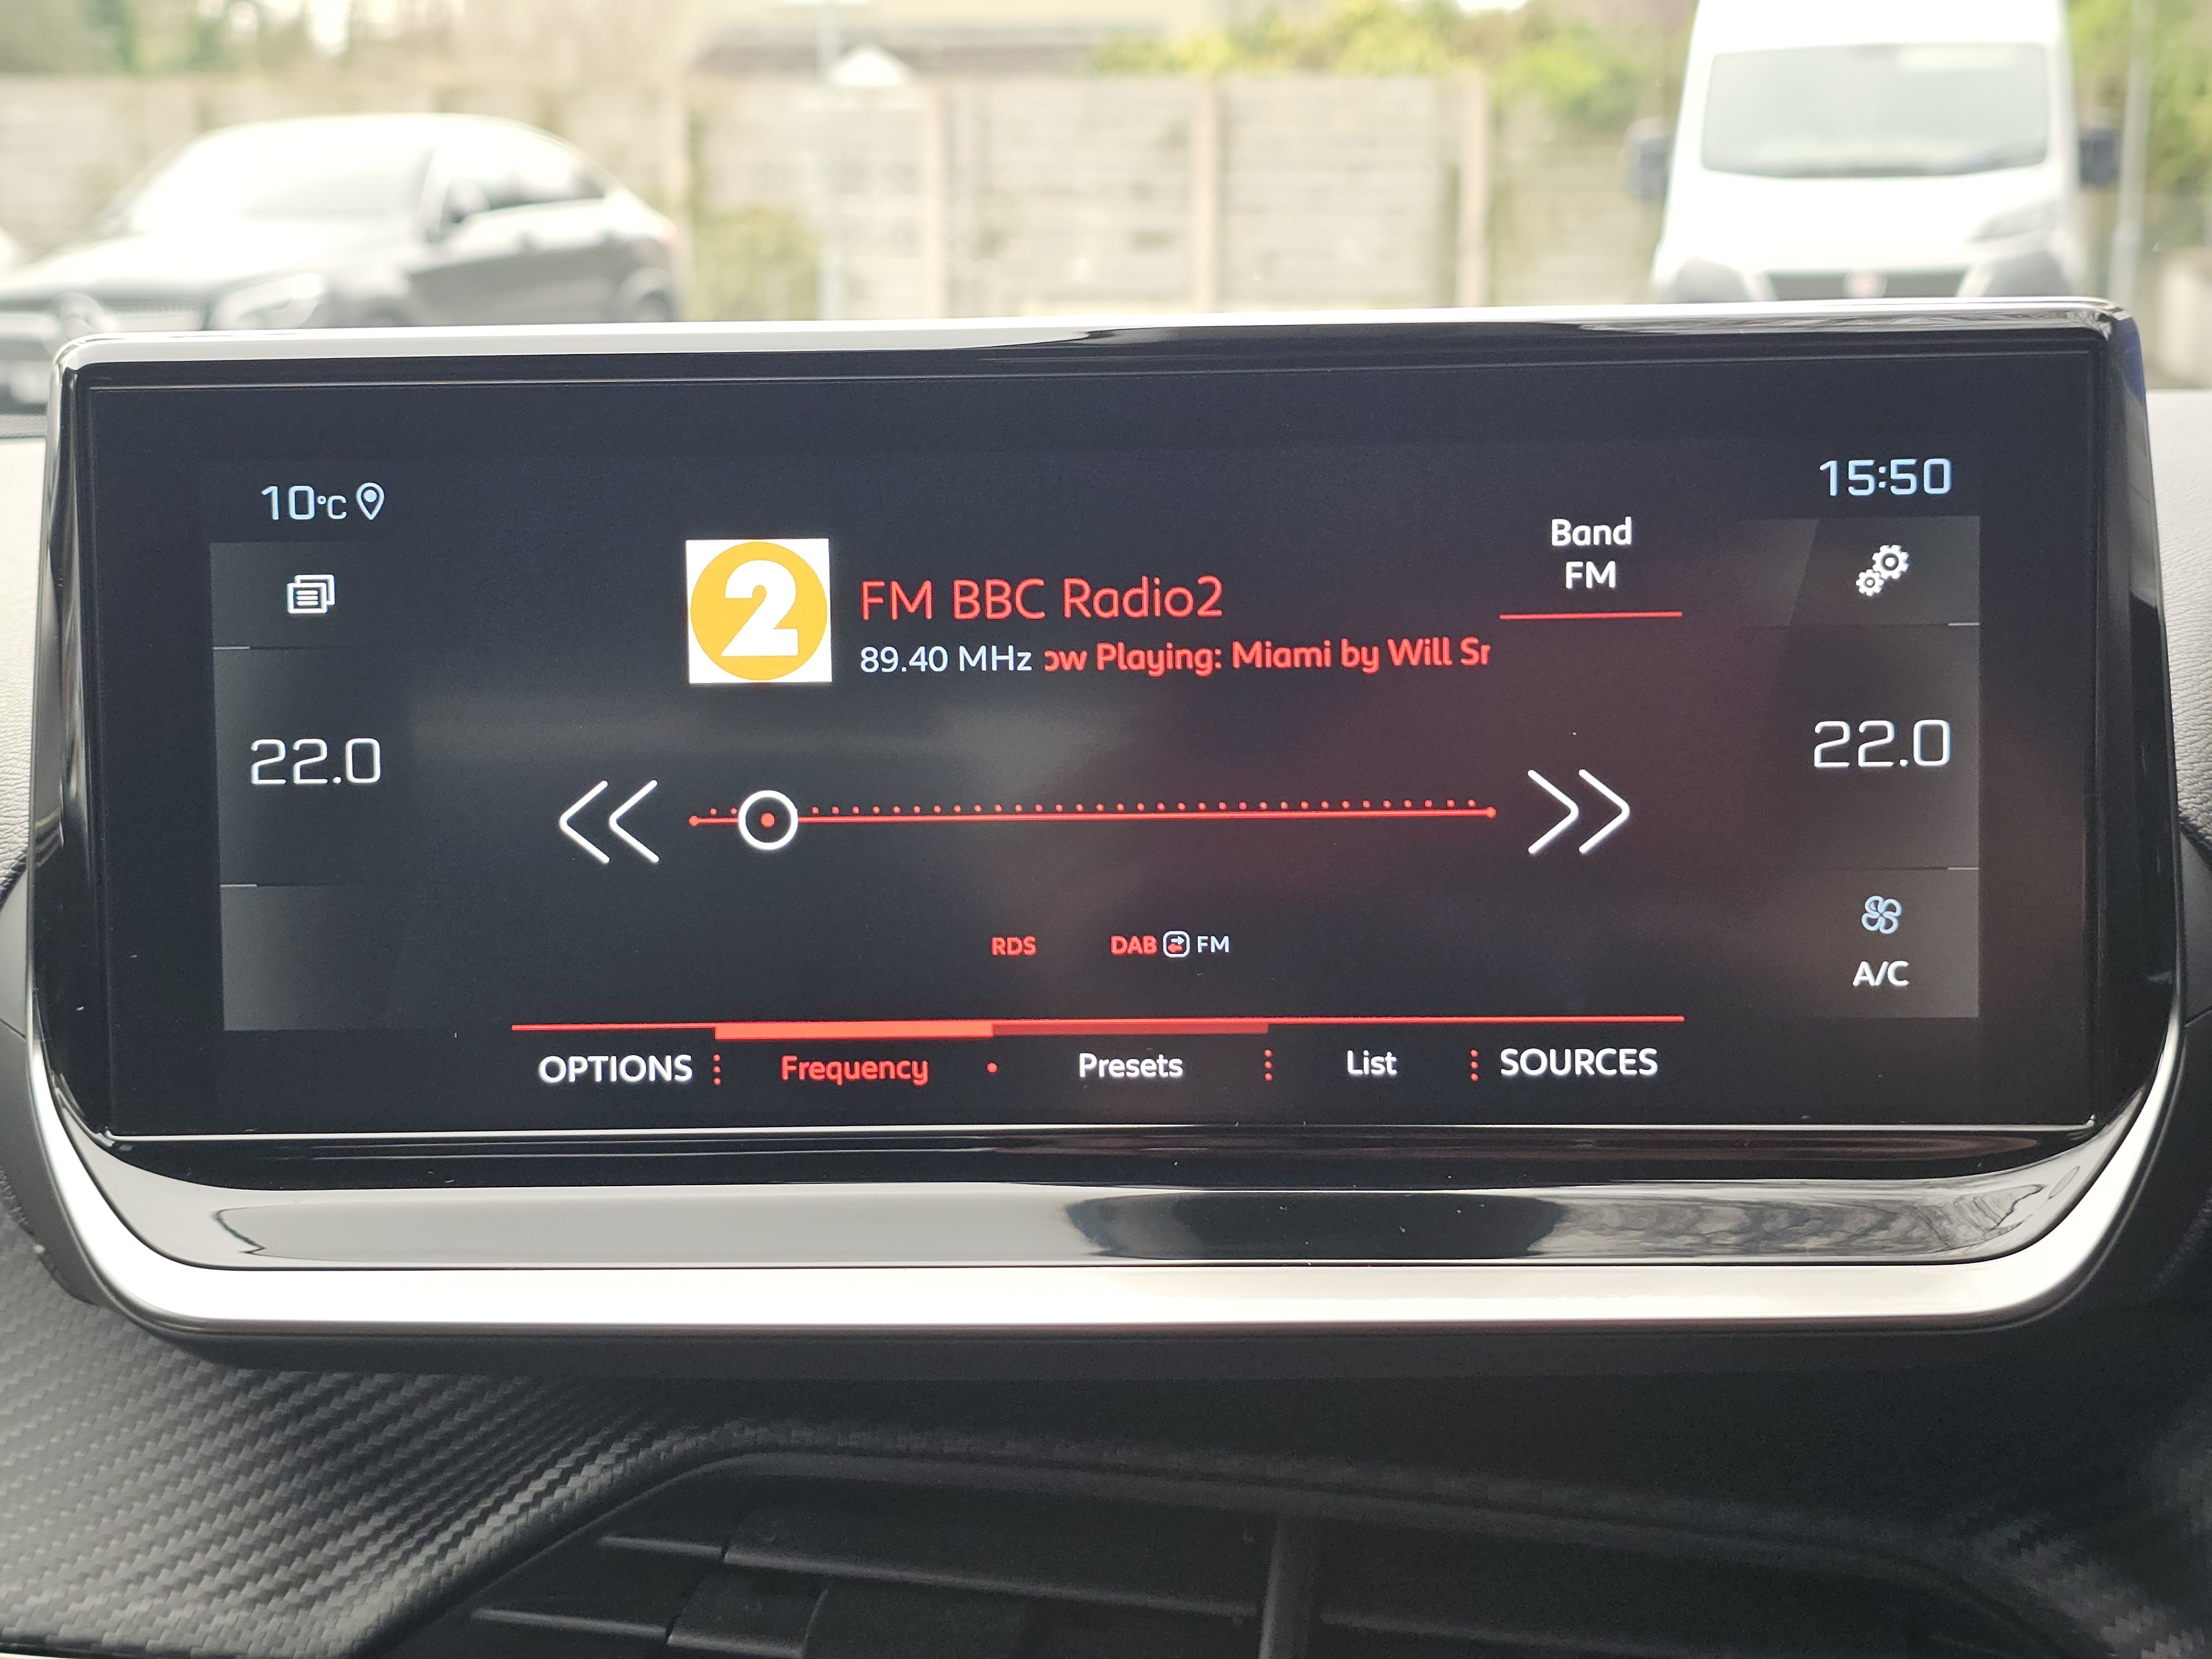 10°C
15:50
Band
FM
2
FM BBC Radio2
89.40 MHz ow Playing: Miami by Will Sr
22.0
22.0
RDS
DAB FM
A/C
OPTIONS Frequency Presets List SOURCES